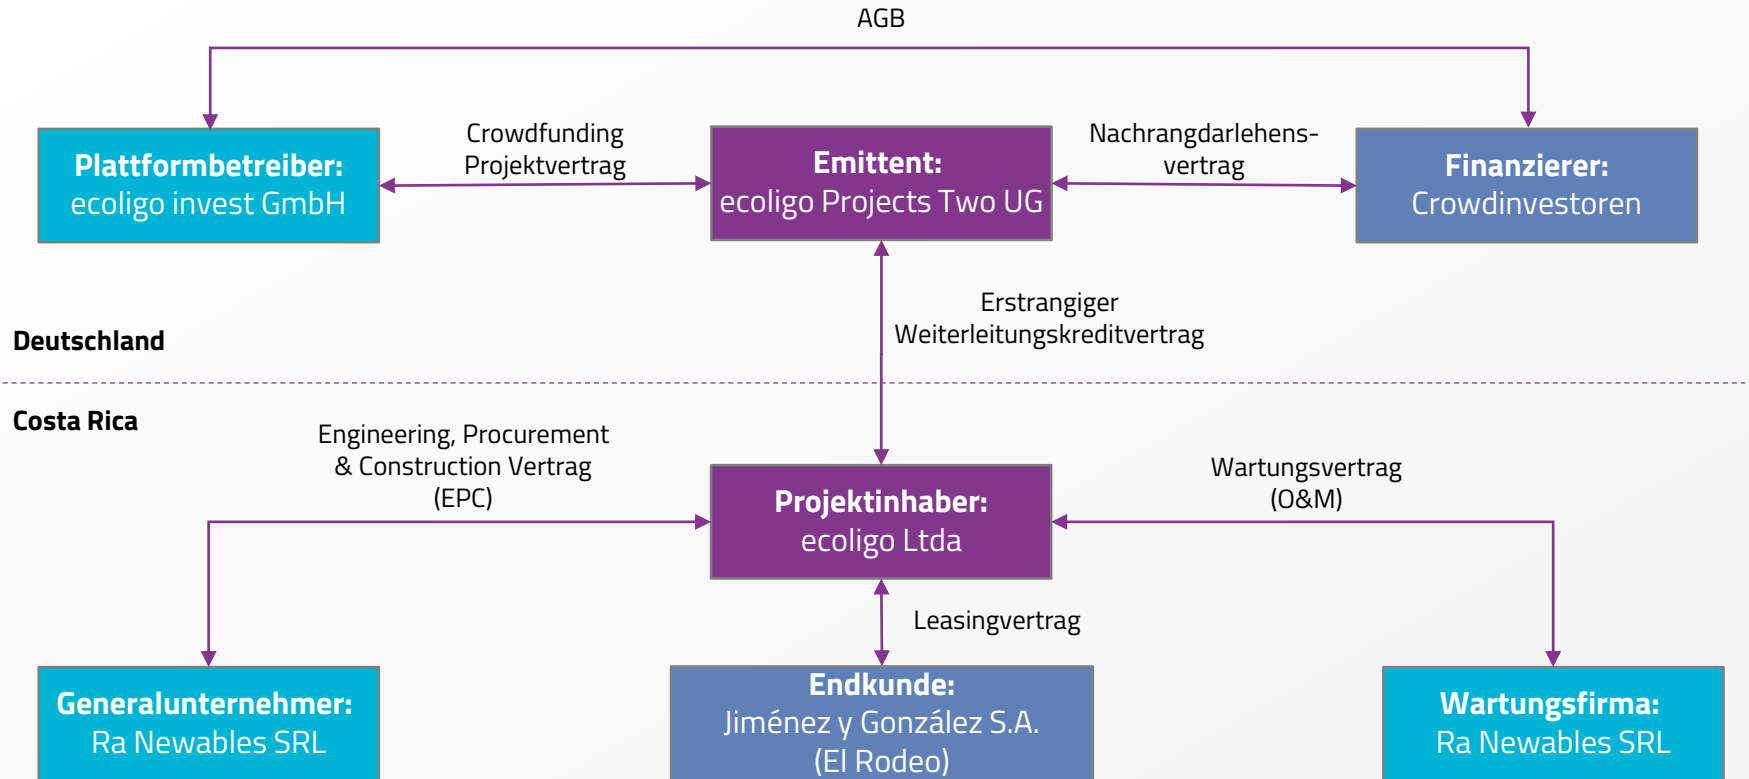 AGB
Plattformbetreiber:
ecoligo invest GmbH
Crowdfunding
Projektvertrag
Emittent:
ecoligo Projects Two UG
Nachrangdarlehens-
vertrag
Finanzierer:
Crowdinvestoren
Erstrangiger
Weiterleitungskreditvertrag
Deutschland
Costa Rica
Engineering, Procurement
& Construction Vertrag
(EPC)
Projektinhaber:
ecoligo Ltda
Wartungsvertrag
(O&M)
Leasingvertrag
Generalunternehmer:
Ra Newables SRL
Endkunde:
Jiménez y González S.A.
(El Rodeo)
Wartungsfirma:
Ra Newables SRL